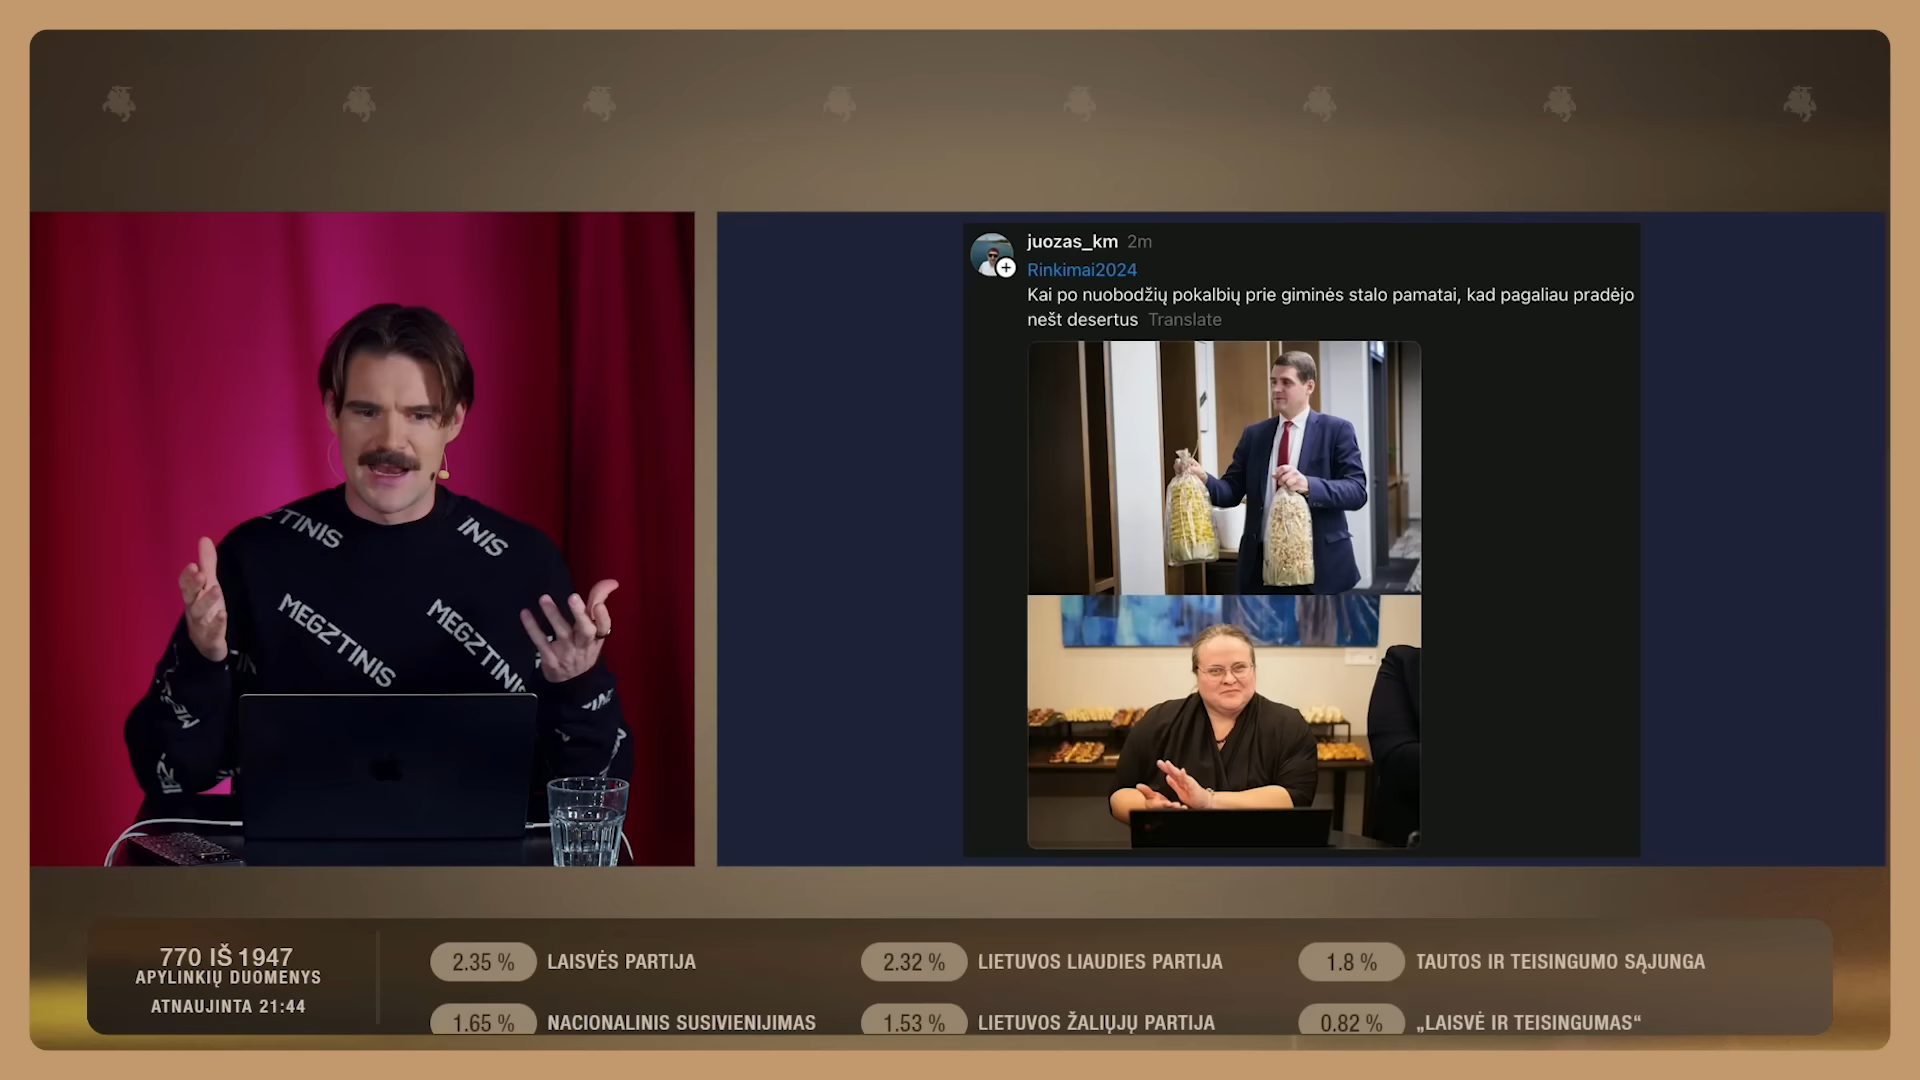 juozas_km 2m
Rinkimai2024
Kai po nuobodžių pokalbių prie giminės stalo pamatai, kad pagaliau pradėjo
nešt desertus Translate
ZTINIS
INIS
MEGZTINIS
MEGZTINIS
770 IŠ 1947
APYLINKIŲ DUOMENYS
ATNAUJINTA 21:44
2.35 % LAISVĖS PARTIJA
2.32 % LIETUVOS LIAUDIES PARTIJA
1.8 % TAUTOS IR TEISINGUMO SĄJUNGA
1.65 % NACIONALINIS SUSIVIENIJIMAS
1.53 % LIETUVOS ŽALIŲJŲ PARTIJA
0.82 % „LAISVĖ IR TEISINGUMAS“